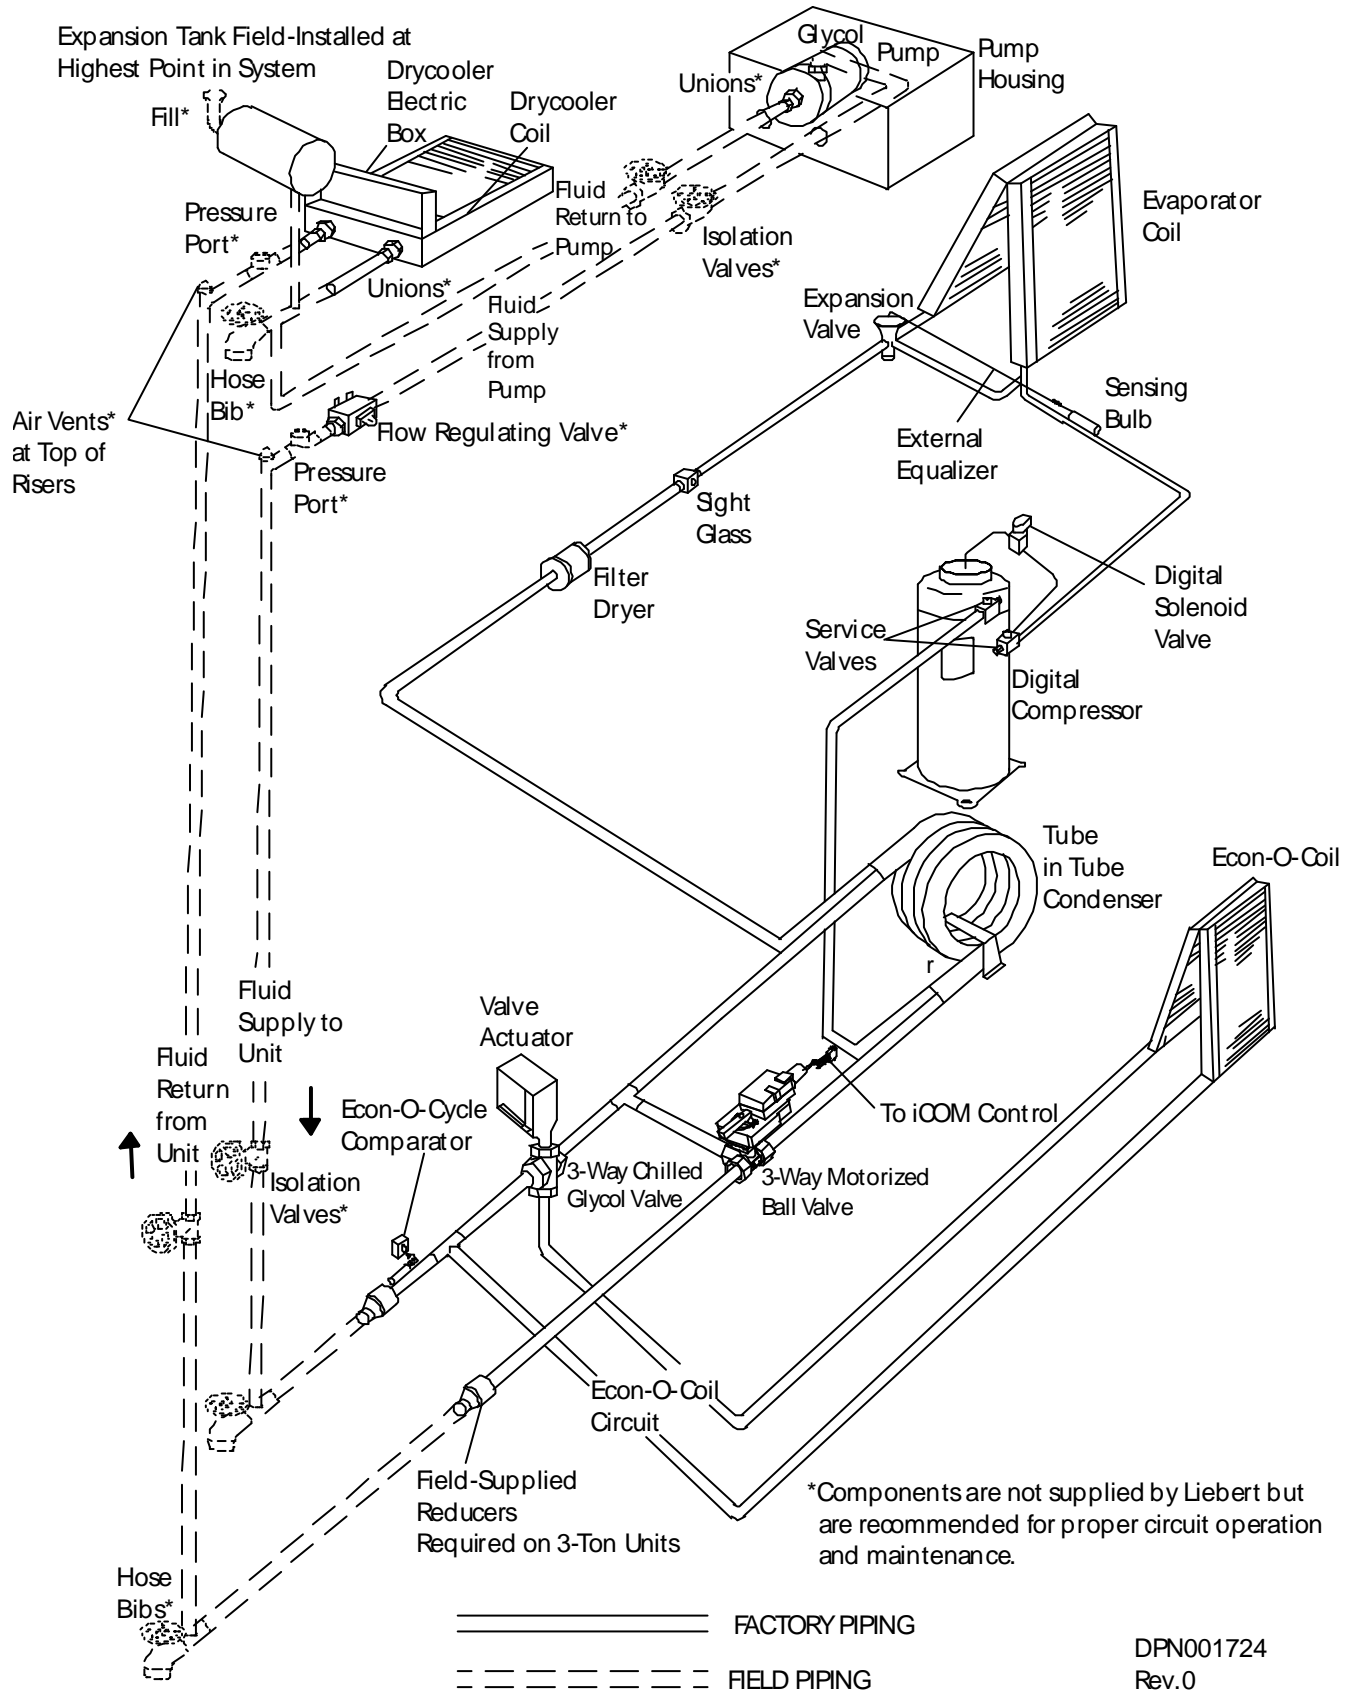 Expansion Tank Field-Installed at
Highest Point in System
Fill*
Drycooler
Electric
Box
Drycooler
Coil
Glycol
Pump
Unions*
Pump
Housing
Pressure
Port*
Unions*
Fluid
Return to
Pump
Isolation
Valves*
Evaporator
Coil
Fluid
Supply
from
Pump
Expansion
Valve
Hose
Bib*
Air Vents*
at Top of
Risers
Flow Regulating Valve*
Pressure
Port*
Sensing
Bulb
External
Equalizer
Sight
Glass
Filter
Dryer
Digital
Solenoid
Valve
Service
Valves
Digital
Compressor
Tube
in Tube
Condenser
r
Econ-O-Coil
Fluid
Supply to
Unit
Valve
Actuator
Fluid
Return
from
Unit
Econ-O-Cycle
Comparator
To iCOM Control
3-Way Chilled
Glycol Valve
3-Way Motorized
Ball Valve
Isolation
Valves*
Econ-O-Coil
Circuit
Field-Supplied
Reducers
Required on 3-Ton Units
*Components are not supplied by Liebert but
are recommended for proper circuit operation
and maintenance.
Hose
Bibs*
FACTORY PIPING
FIELD PIPING
DPN001724
Rev.0